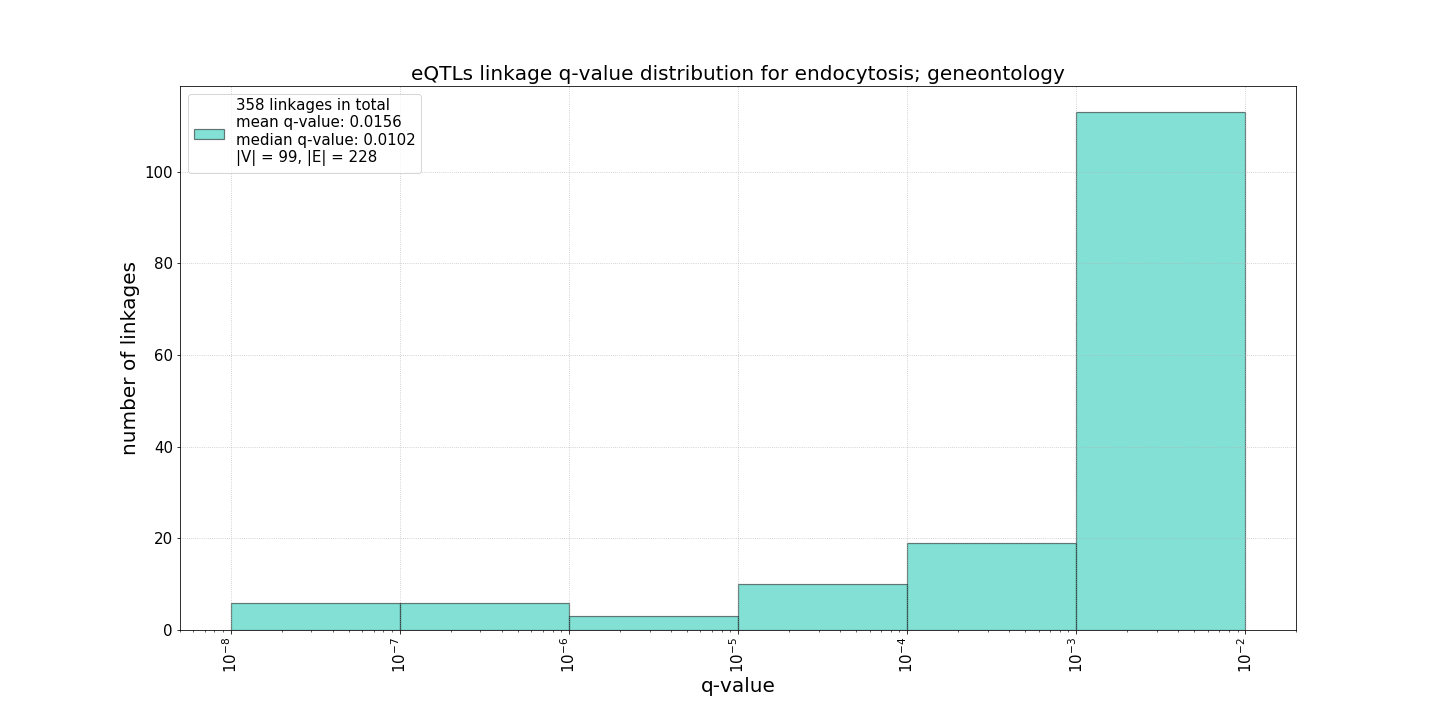 eQTLs linkage q-value distribution for endocytosis; geneontology
358 linkages in total
mean q-value: 0.0156
median q-value: 0.0102
|V| = 99, |E| = 228
number of linkages
100
80
60
40
20
0
10⁻⁸
10⁻⁷
10⁻⁶
10⁻⁵
10⁻⁴
10⁻³
10⁻²
q-value